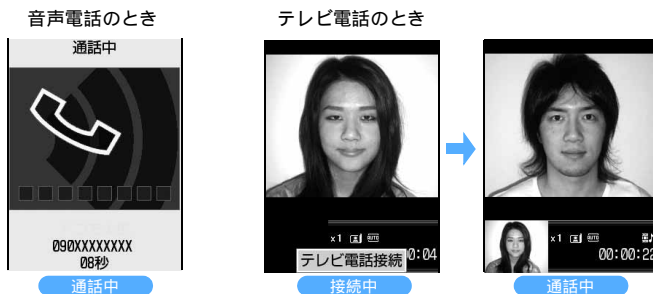 音声電話のとき
通話中
090XXXXXXXX
08秒
通話中
テレビ電話のとき
x1 AUTO
テレビ電話接続 0:04
接続中
x1 AUTO
00:00:22
通話中